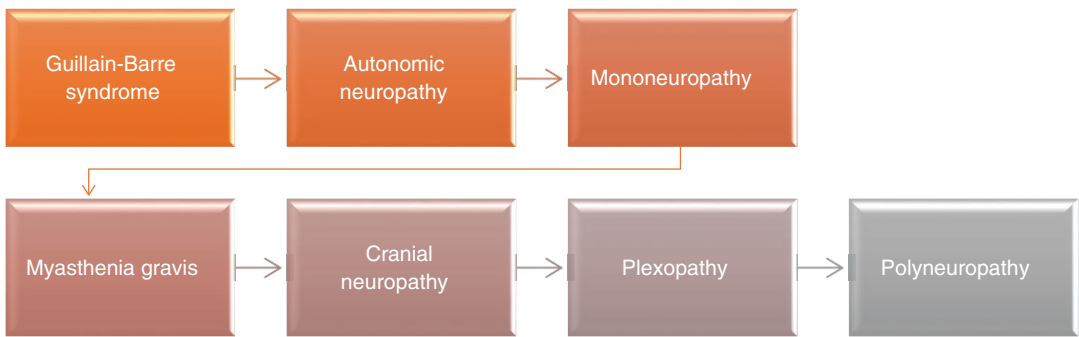 Guillain-Barre
syndrome
Autonomic
neuropathy
Mononeuropathy
Myasthenia gravis
Cranial
neuropathy
Plexopathy
Polyneuropathy